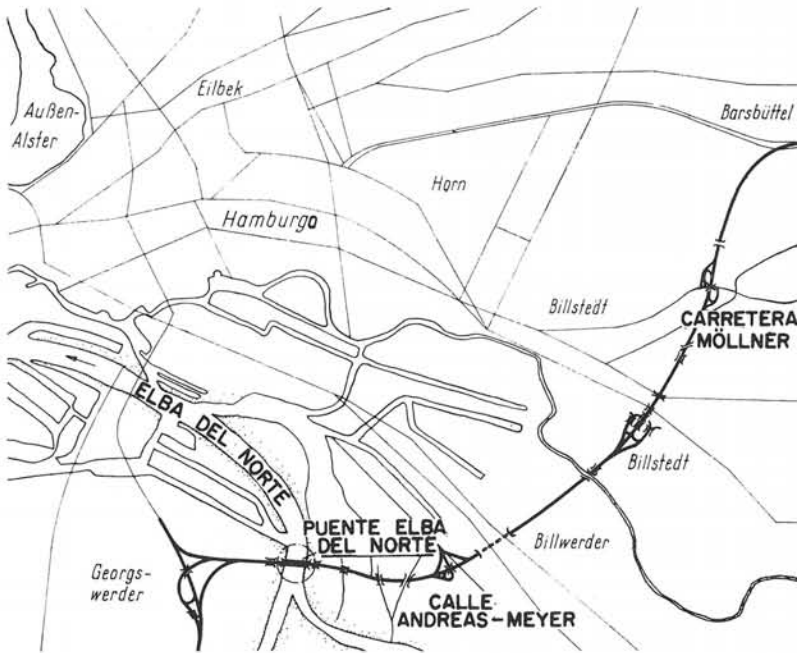 Eilbek
Außen-
Alster
Barsbüttel
Horn
Hamburgo
Billstedt
CARRETERA
MÖLLNER
ELBA DEL NORTE
Billstedt
PUENTE ELBA
DEL NORTE
Billwerder
Georgs-
werder
CALLE
ANDREAS-MEYER